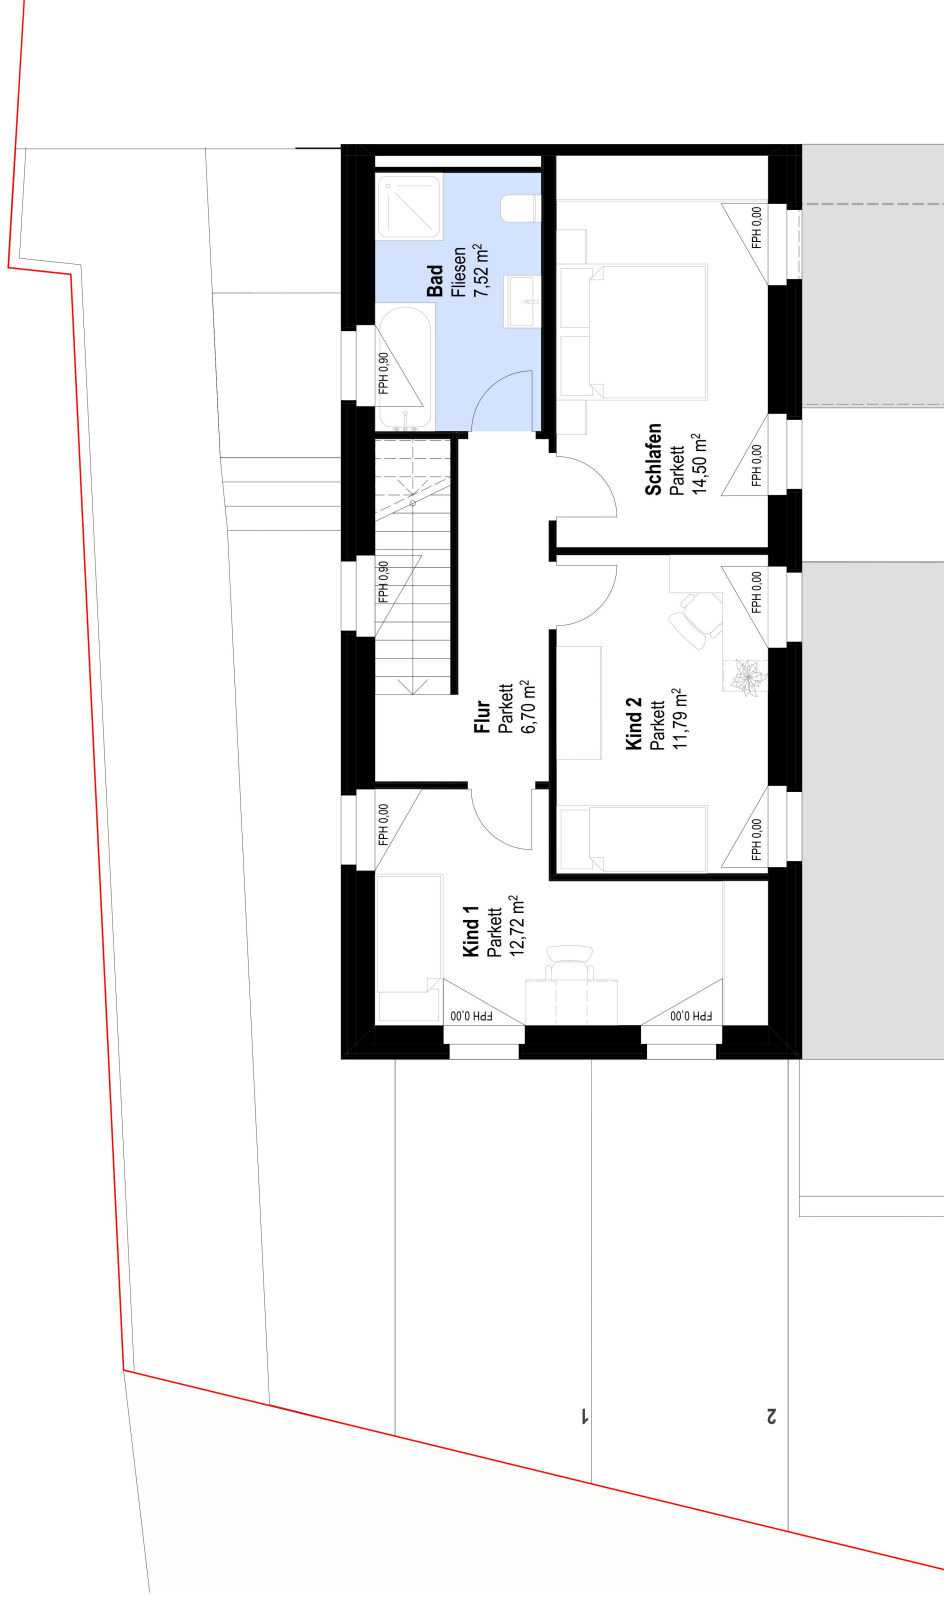 Bad
Fliesen
7,52 m²
FPH 0,90
FPH 0,00
Schlafen
Parkett
14,50 m²
FPH 0,00
FPH 0,90
Flur
Parkett
6,70 m²
FPH 0,00
Kind 2
Parkett
11,79 m²
FPH 0,00
FPH 0,00
Kind 1
Parkett
12,72 m²
FPH 0,00
FPH 0,00
1
2